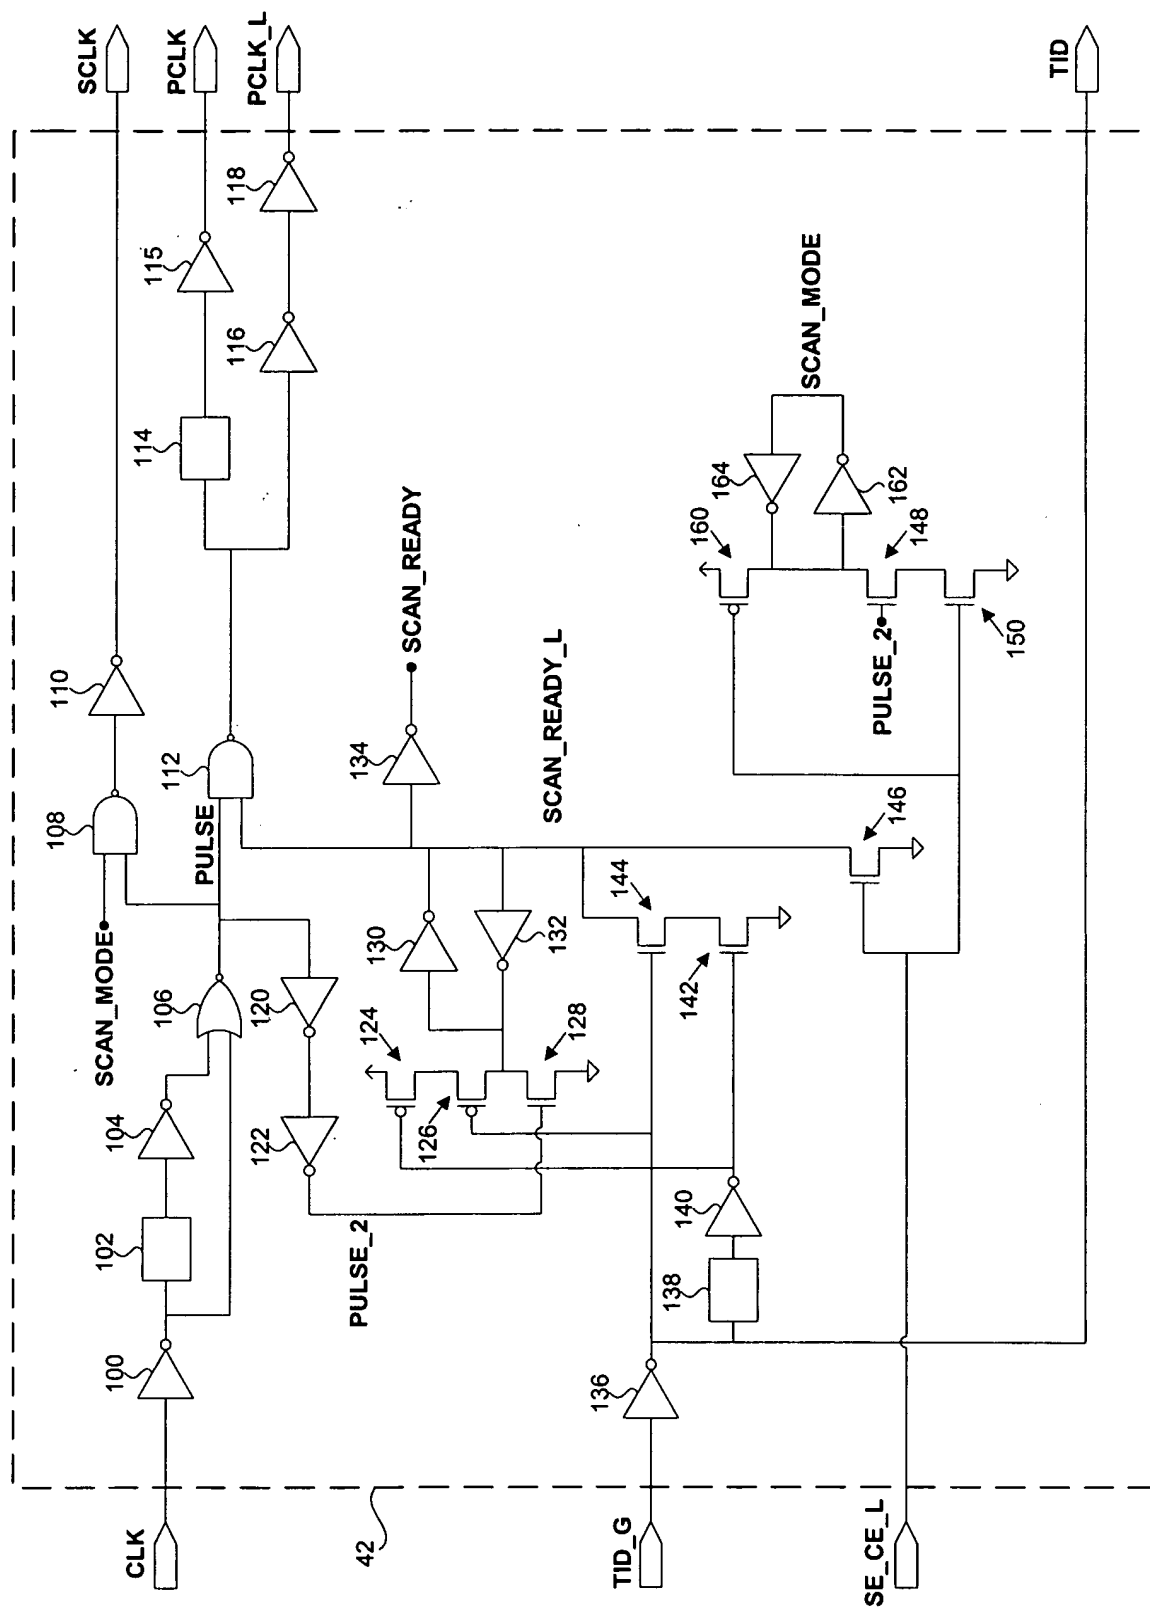 SCLK
PCLK
PCLK_L
TID
118
115
116
114
SCAN_MODE
164
162
160
148
PULSE_2
150
110
SCAN_READY
134
SCAN_READY_L
112
108
PULSE
146
144
130
132
142
SCAN_MODE
106
120
124
128
126
104
122
102
PULSE_2
140
138
100
136
42
CLK
TID_G
SE_CE_L